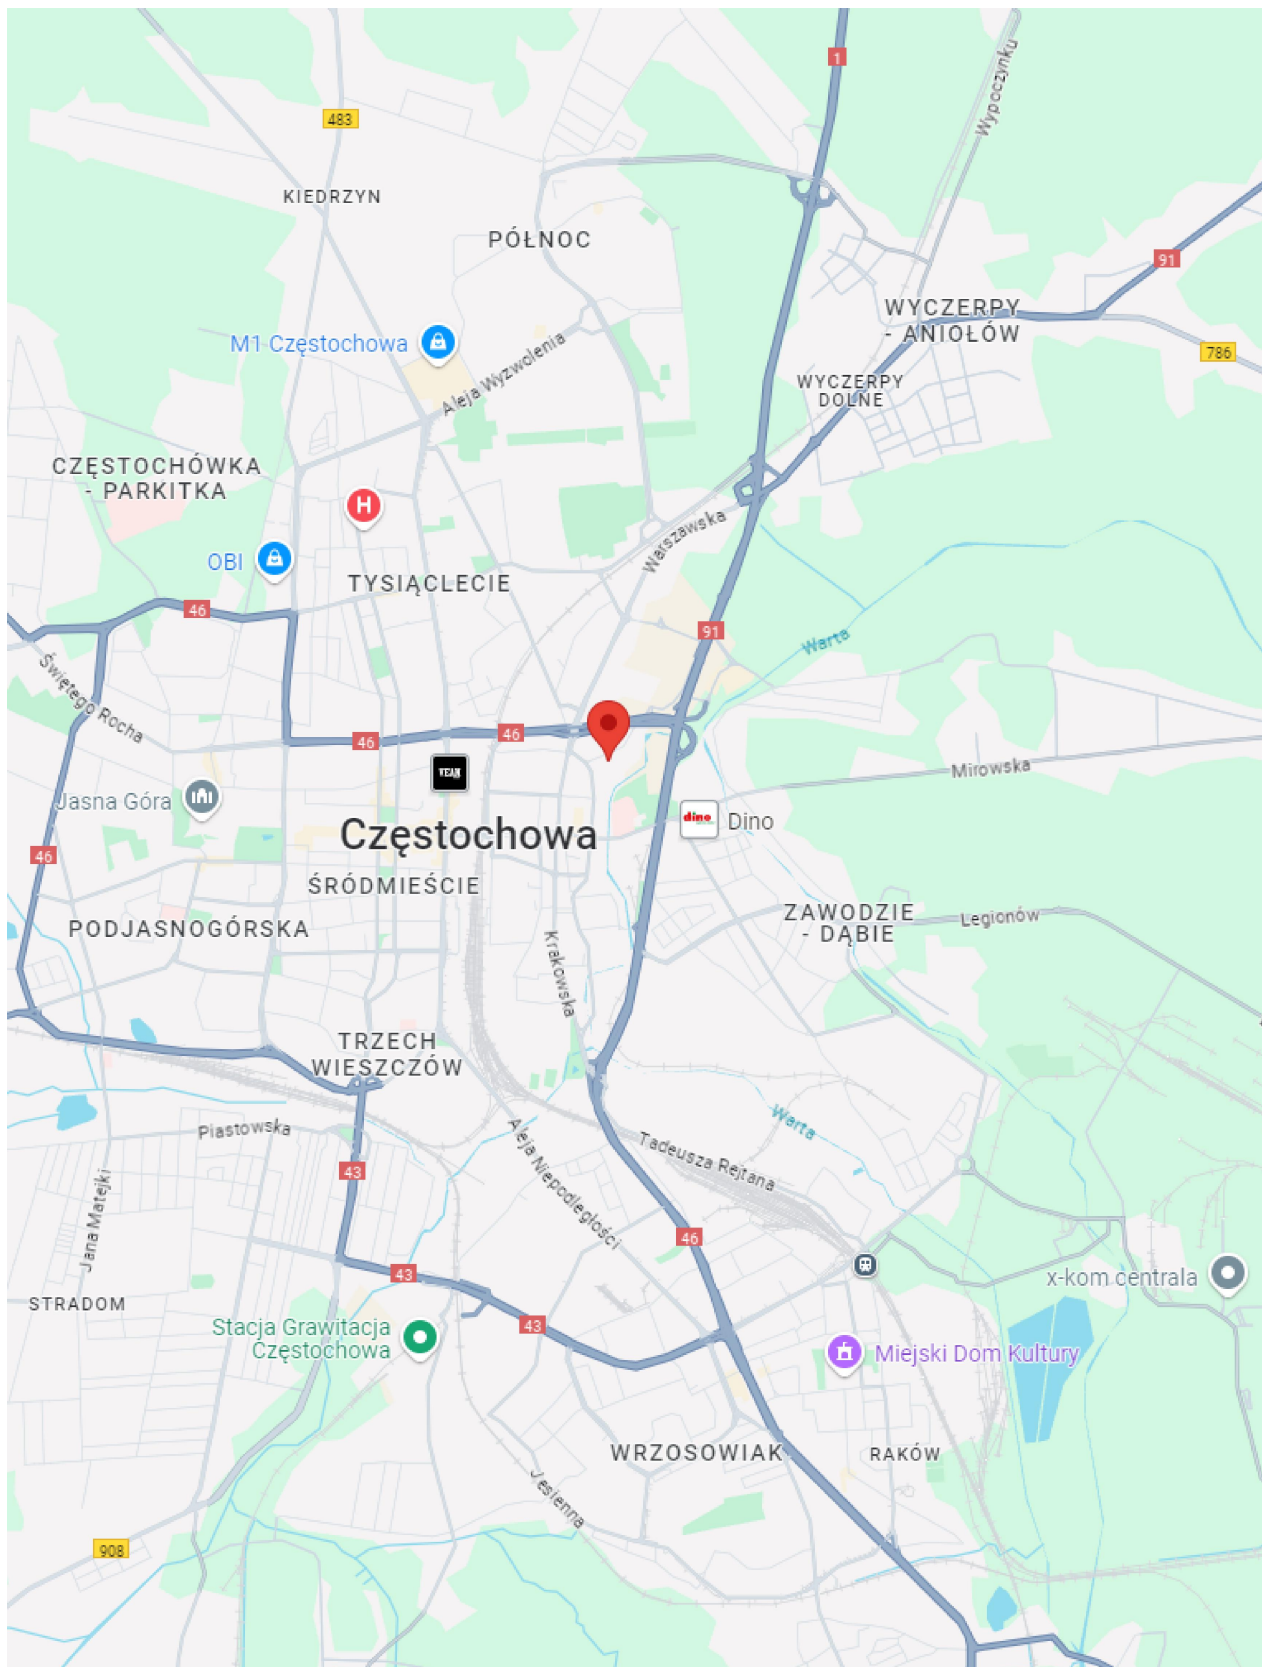 1
Wypoczynku
483
KIEDRZYN
PÓŁNOC
91
WYCZERPY
- ANIOŁÓW
M1 Częstochowa
786
Aleja Wyzwolenia
WYCZERPY
DOLNE
CZĘSTOCHÓWKA
- PARKITKA
H
Warszawska
OBI
TYSIĄCLECIE
46
91
Warta
Świętego Rocha
46
46
Mirowska
VEAN
Jasna Góra
dino
Dino
Częstochowa
46
ŚRÓDMIEŚCIE
ZAWODZIE
- DĄBIE
Legionów
PODJASNOGÓRSKA
Krakowska
TRZECH
WIESZCZÓW
Warta
Piastowska
Aleja Niepodległości
Tadeusza Rejtana
43
Jana Matejki
46
43
x-kom centrala
STRADOM
Stacja Grawitacja
Częstochowa
43
Miejski Dom Kultury
WRZOSOWIAK
RAKÓW
Jesienna
908